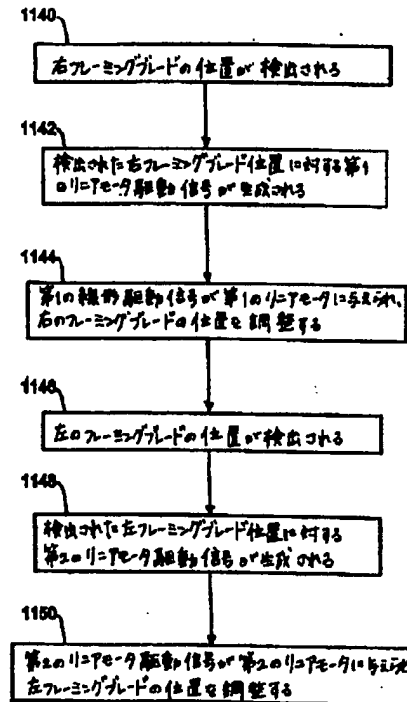 1140
右フレーミングブレードの位置が検出される
1142
検出された右フレーミングブレード位置に対する第1
のリニアモータ駆動信号が生成される
1144
第1の線形駆動信号が第1のリニアモータに与えられ、
右のフレーミングブレードの位置を調整する
1146
左のフレーミングブレードの位置が検出される
1148
検出された左フレーミングブレード位置に対する
第2のリニアモータ駆動信号が生成される
1150
第2のリニアモータ駆動信号が第2のリニアモータに与えられ
左フレーミングブレードの位置を調整する